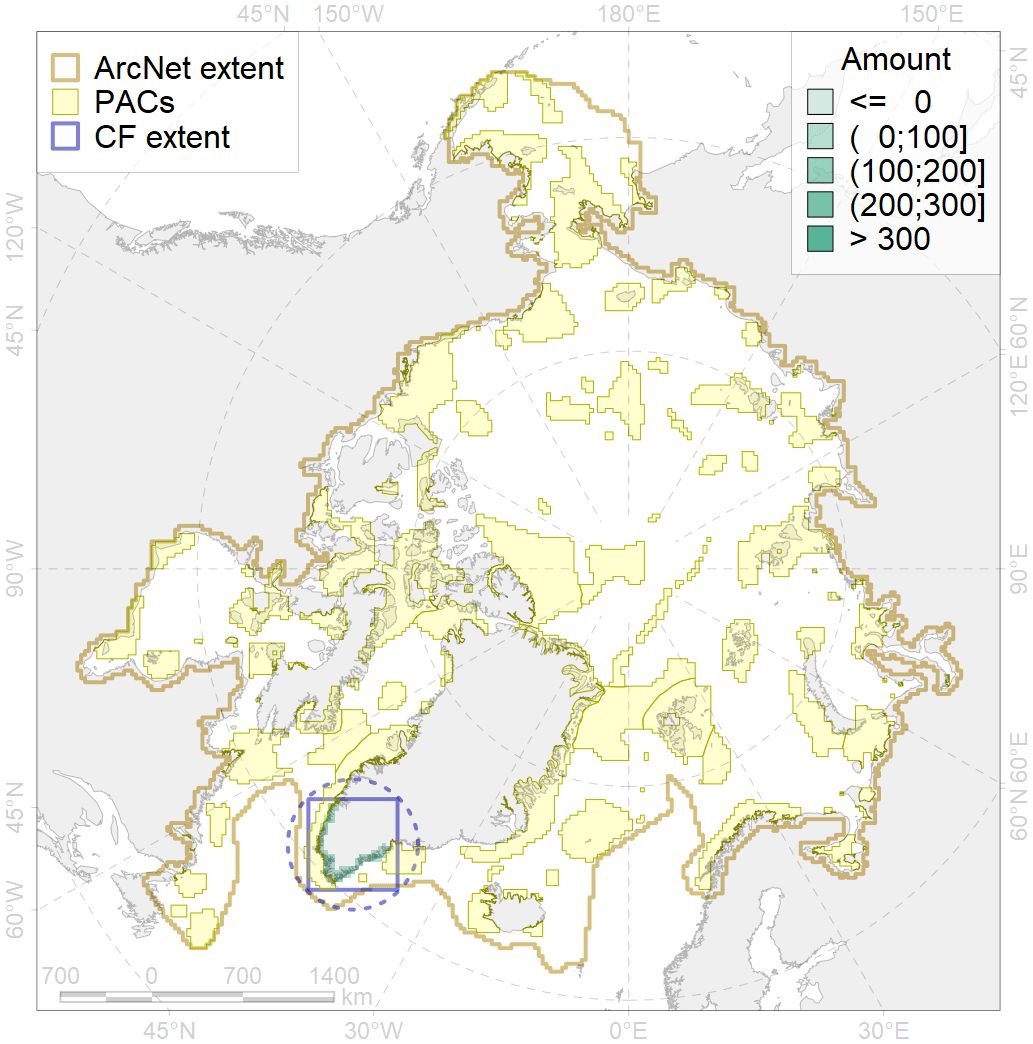 45°N 150°W 180°E 150°E
ArcNet extent
PACs
CF extent
Amount
<= 0
( 0;100]
(100;200]
(200;300]
> 300
45°N
120°W
45°N
90°W
45°N
60°W
60°N
120°E
90°E
60°E
60°N
700 0 700 1400
km
45°N 30°W 0°E 30°E